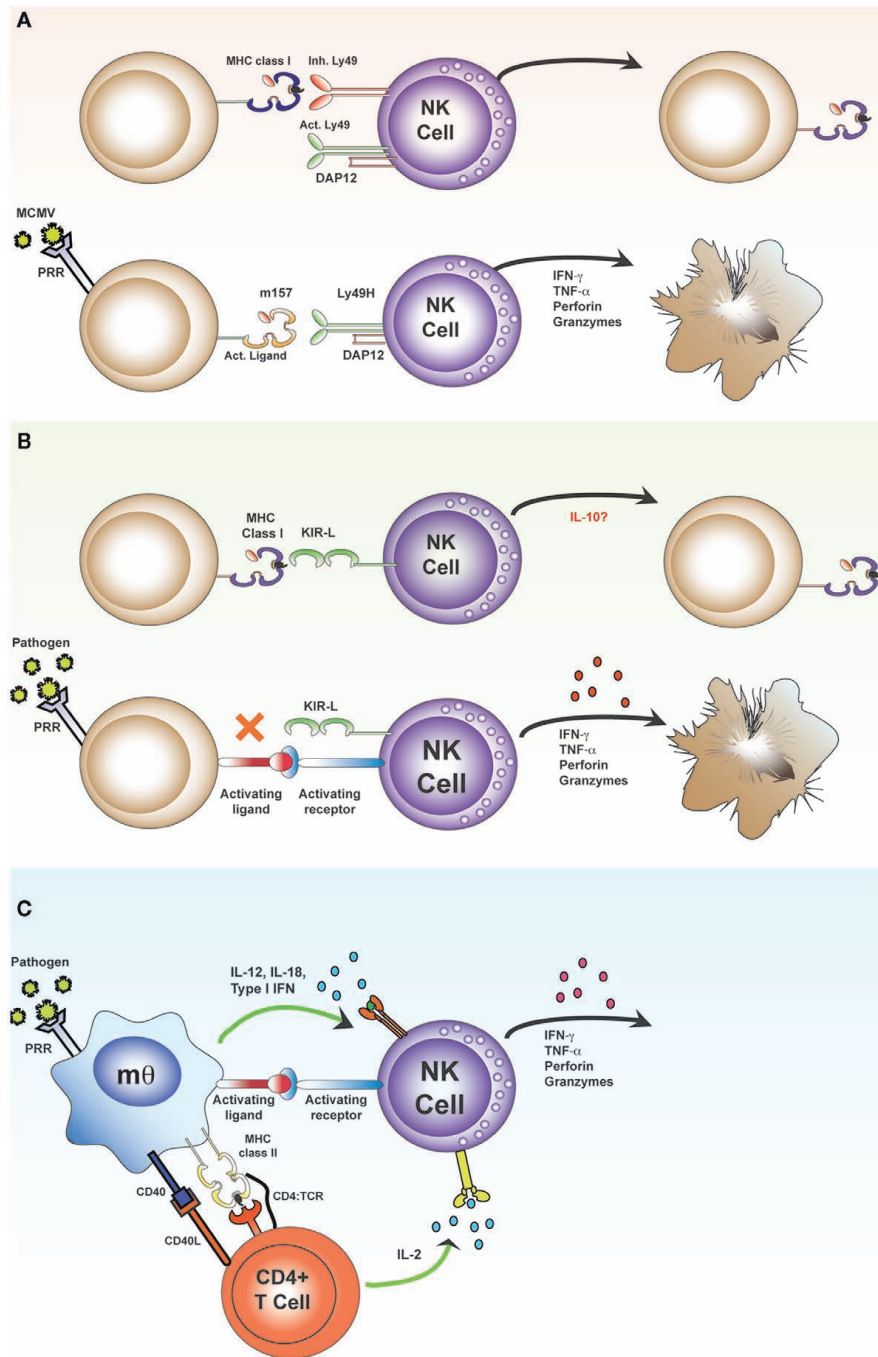 A
MHC class I
Inh. Ly49
Act. Ly49
DAP12
NK
Cell
MCMV
PRR
m157
Act. Ligand
Ly49H
DAP12
NK
Cell
IFN-γ
TNF-α
Perforin
Granzymes
B
MHC
Class I
KIR-L
NK
Cell
IL-10?
Pathogen
PRR
KIR-L
Activating
ligand
Activating
receptor
NK
Cell
IFN-γ
TNF-α
Perforin
Granzymes
C
Pathogen
PRR
IL-12, IL-18,
Type I IFN
mθ
Activating
ligand
Activating
receptor
NK
Cell
IFN-γ
TNF-α
Perforin
Granzymes
MHC
class II
CD40
CD4:TCR
CD40L
IL-2
CD4+
T Cell